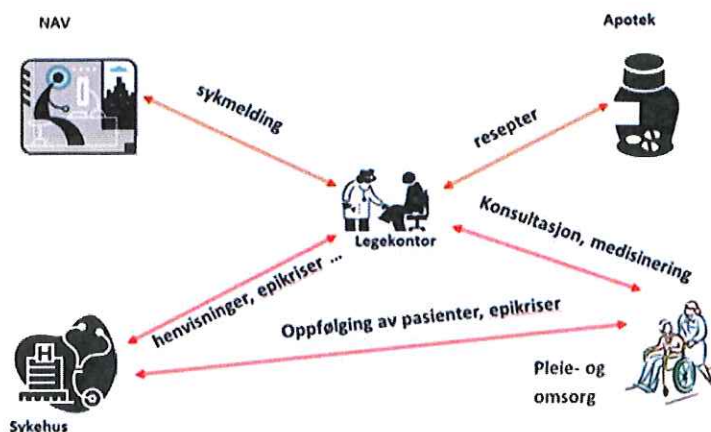 NAV
Apotek
sykmelding
resepter
Legekontor
Konsultasjon, medisinering
henvisninger, epikriser ...
Oppfølging av pasienter, epikriser
H
Pleie- og
omsorg
Sykehus